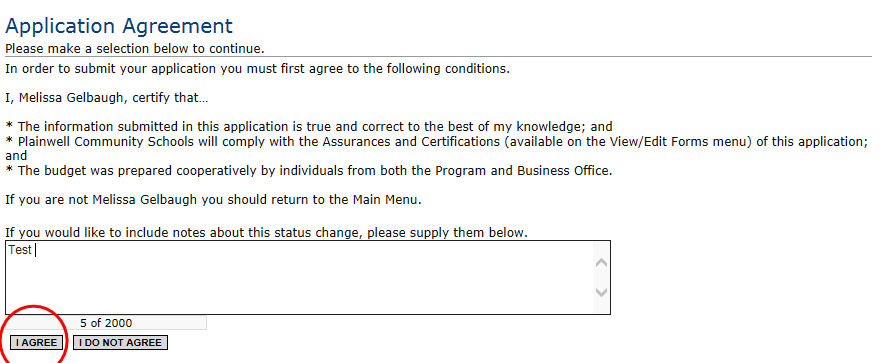 Application Agreement
Please make a selection below to continue.
In order to submit your application you must first agree to the following conditions.
I, Melissa Gelbaugh, certify that...
* The information submitted in this application is true and correct to the best of my knowledge; and
* Plainwell Community Schools will comply with the Assurances and Certifications (available on the View/Edit Forms menu) of this application;
and
* The budget was prepared cooperatively by individuals from both the Program and Business Office.
If you are not Melissa Gelbaugh you should return to the Main Menu.
If you would like to include notes about this status change, please supply them below.
Test
5 of 2000
I AGREE I DO NOT AGREE